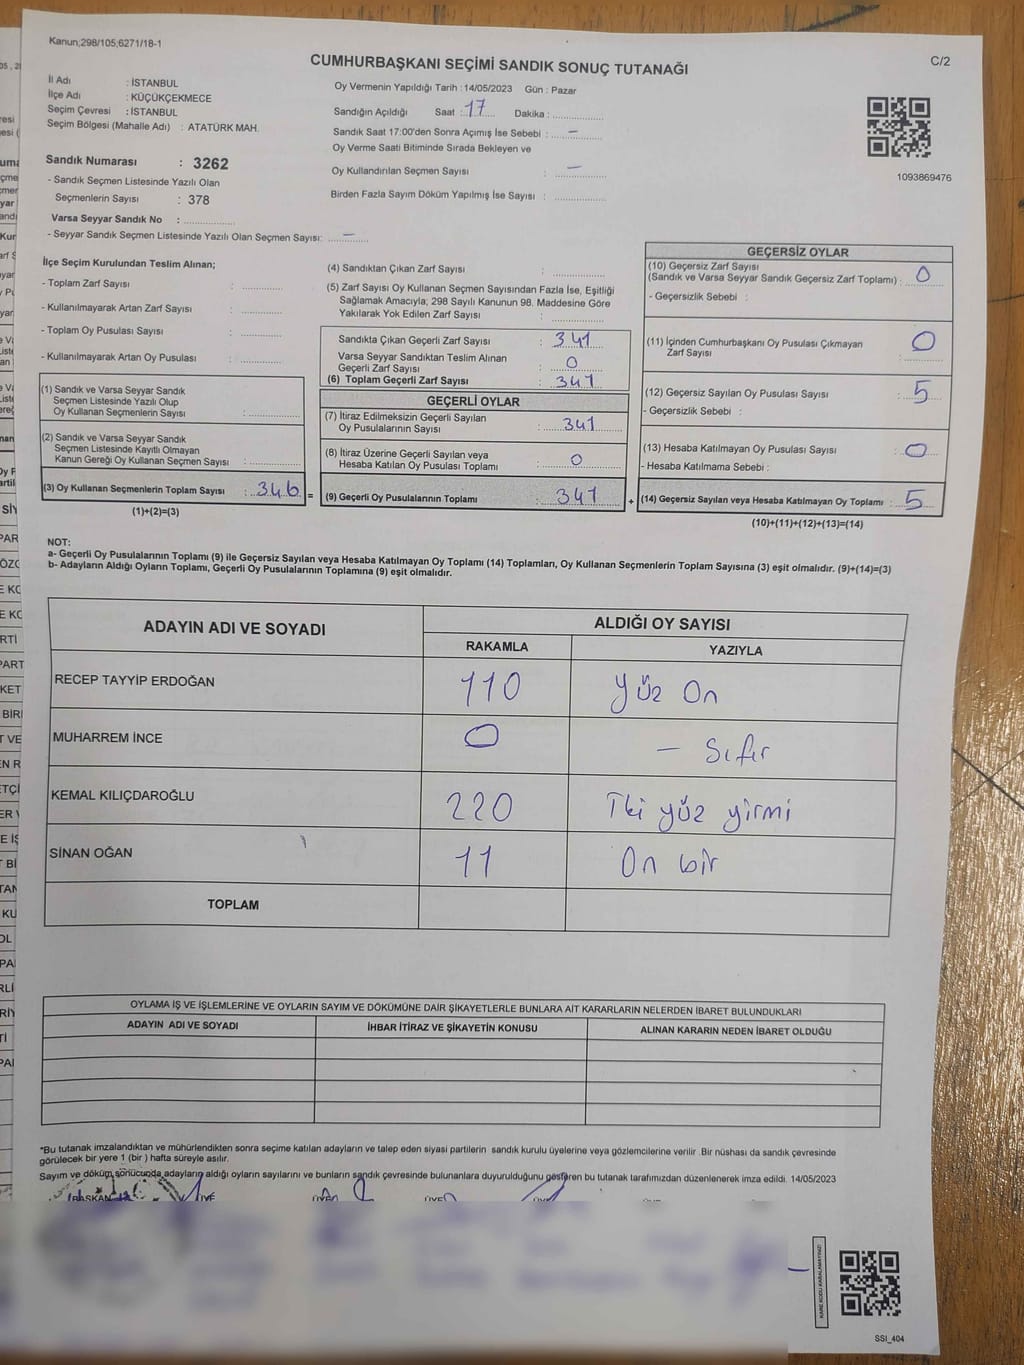 Kanun;298/105;6271/18-1
C/2
CUMHURBAŞKANI SEÇİMİ SANDIK SONUÇ TUTANAĞI
İl Adı : İSTANBUL
İlçe Adı : KÜÇÜKÇEKMECE
Seçim Çevresi : İSTANBUL
Seçim Bölgesi (Mahalle Adı) : ATATÜRK MAH.
Sandık Numarası : 3262
- Sandık Seçmen Listesinde Yazılı Olan
Seçmenlerin Sayısı : 378
Varsa Seyyar Sandık No :
- Seyyar Sandık Seçmen Listesinde Yazılı Olan Seçmen Sayısı: —
Oy Vermenin Yapıldığı Tarih : 14/05/2023 Gün : Pazar
Sandığın Açıldığı Saat : 17 Dakika :
Sandık Saat 17:00'den Sonra Açımış İse Sebebi : —
Oy Verme Saati Bitiminde Sırada Bekleyen ve
Oy Kullandırılan Seçmen Sayısı : —
Birden Fazla Sayım Döküm Yapılmış İse Sayısı :
1093869476
İlçe Seçim Kurulundan Teslim Alınan;
- Toplam Zarf Sayısı :
- Kullanılmayarak Artan Zarf Sayısı :
- Toplam Oy Pusulası Sayısı :
- Kullanılmayarak Artan Oy Pusulası :
(1) Sandık ve Varsa Seyyar Sandık
Seçmen Listesinde Yazılı Olup
Oy Kullanan Seçmenlerin Sayısı :
(2) Sandık ve Varsa Seyyar Sandık
Seçmen Listesinde Kayıtlı Olmayan
Kanun Gereği Oy Kullanan Seçmen Sayısı :
(3) Oy Kullanan Seçmenlerin Toplam Sayısı : 346 =
(1)+(2)=(3)
(4) Sandıktan Çıkan Zarf Sayısı :
(5) Zarf Sayısı Oy Kullanan Seçmen Sayısından Fazla İse, Eşitliği
Sağlamak Amacıyla; 298 Sayılı Kanunun 98. Maddesine Göre
Yakılarak Yok Edilen Zarf Sayısı :
Sandıkta Çıkan Geçerli Zarf Sayısı : 341
Varsa Seyyar Sandıktan Teslim Alınan
Geçerli Zarf Sayısı : 0
(6) Toplam Geçerli Zarf Sayısı : 341
GEÇERLİ OYLAR
(7) İtiraz Edilmeksizin Geçerli Sayılan
Oy Pusulalarının Sayısı : 341
(8) İtiraz Üzerine Geçerli Sayılan veya
Hesaba Katılan Oy Pusulası Toplamı : 0
(9) Geçerli Oy Pusulalarının Toplamı : 341 +
GEÇERSİZ OYLAR
(10) Geçersiz Zarf Sayısı
(Sandık ve Varsa Seyyar Sandık Geçersiz Zarf Toplamı) : 0
- Geçersizlik Sebebi :
(11) İçinden Cumhurbaşkanı Oy Pusulası Çıkmayan
Zarf Sayısı : 0
(12) Geçersiz Sayılan Oy Pusulası Sayısı : 5
- Geçersizlik Sebebi :
(13) Hesaba Katılmayan Oy Pusulası Sayısı : 0
- Hesaba Katılmama Sebebi :
(14) Geçersiz Sayılan veya Hesaba Katılmayan Oy Toplamı : 5
(10)+(11)+(12)+(13)=(14)
NOT:
a- Geçerli Oy Pusulalarının Toplamı (9) ile Geçersiz Sayılan veya Hesaba Katılmayan Oy Toplamı (14) Toplamları, Oy Kullanan Seçmenlerin Toplam Sayısına (3) eşit olmalıdır. (9)+(14)=(3)
b- Adayların Aldığı Oyların Toplamı, Geçerli Oy Pusulalarının Toplamına (9) eşit olmalıdır.
ADAYIN ADI VE SOYADI ALDIĞI OY SAYISI
RAKAMLA YAZIYLA
RECEP TAYYİP ERDOĞAN 110 Yüz On
MUHARREM İNCE 0 — Sıfır
KEMAL KILIÇDAROĞLU 220 İki yüz yirmi
SİNAN OĞAN 11 On bir
TOPLAM
OYLAMA İŞ VE İŞLEMLERİNE VE OYLARIN SAYIM VE DÖKÜMÜNE DAİR ŞİKAYETLERLE BUNLARA AİT KARARLARIN NELERDEN İBARET BULUNDUKLARI
ADAYIN ADI VE SOYADI İHBAR İTİRAZ VE ŞİKAYETİN KONUSU ALINAN KARARIN NEDEN İBARET OLDUĞU
*Bu tutanak imzalandıktan ve mühürlendikten sonra seçime katılan adayların ve talep eden siyasi partilerin sandık kurulu üyelerine veya gözlemcilerine verilir. Bir nüshası da sandık çevresinde
görülecek bir yere 1 (bir ) hafta süreyle asılır.
Sayım ve döküm sonucunda adayların aldığı oyların sayılarını ve bunların sandık çevresinde bulunanlara duyurulduğunu gösteren bu tutanak tarafımızdan düzenlenerek imza edildi. 14/05/2023
BAŞKAN ÜYE
KARE KODU KARALAMAYINIZ!
SSI_404